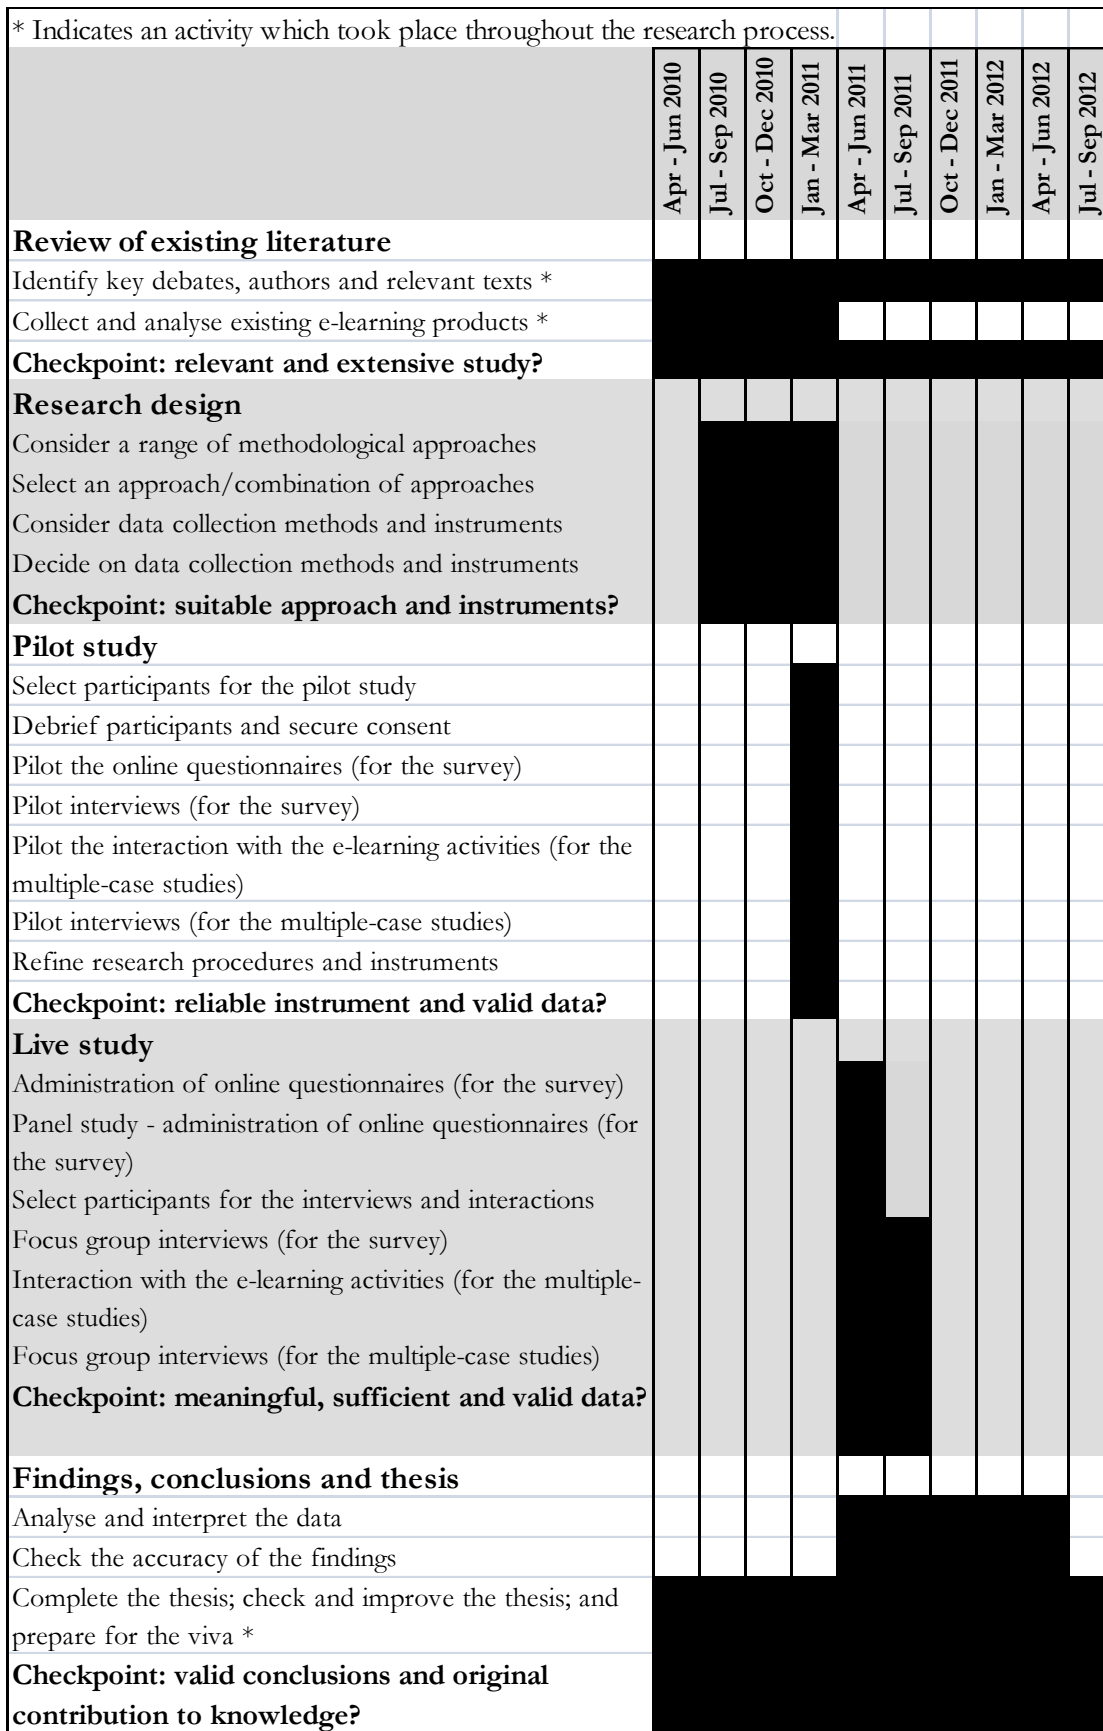 * Indicates an activity which took place throughout the research process.
Apr - Jun 2010
Jul - Sep 2010
Oct - Dec 2010
Jan - Mar 2011
Apr - Jun 2011
Jul - Sep 2011
Oct - Dec 2011
Jan - Mar 2012
Apr - Jun 2012
Jul - Sep 2012
Review of existing literature
Identify key debates, authors and relevant texts *
Collect and analyse existing e-learning products *
Checkpoint: relevant and extensive study?
Research design
Consider a range of methodological approaches
Select an approach/combination of approaches
Consider data collection methods and instruments
Decide on data collection methods and instruments
Checkpoint: suitable approach and instruments?
Pilot study
Select participants for the pilot study
Debrief participants and secure consent
Pilot the online questionnaires (for the survey)
Pilot interviews (for the survey)
Pilot the interaction with the e-learning activities (for the
multiple-case studies)
Pilot interviews (for the multiple-case studies)
Refine research procedures and instruments
Checkpoint: reliable instrument and valid data?
Live study
Administration of online questionnaires (for the survey)
Panel study - administration of online questionnaires (for
the survey)
Select participants for the interviews and interactions
Focus group interviews (for the survey)
Interaction with the e-learning activities (for the multiple-
case studies)
Focus group interviews (for the multiple-case studies)
Checkpoint: meaningful, sufficient and valid data?
Findings, conclusions and thesis
Analyse and interpret the data
Check the accuracy of the findings
Complete the thesis; check and improve the thesis; and
prepare for the viva *
Checkpoint: valid conclusions and original
contribution to knowledge?